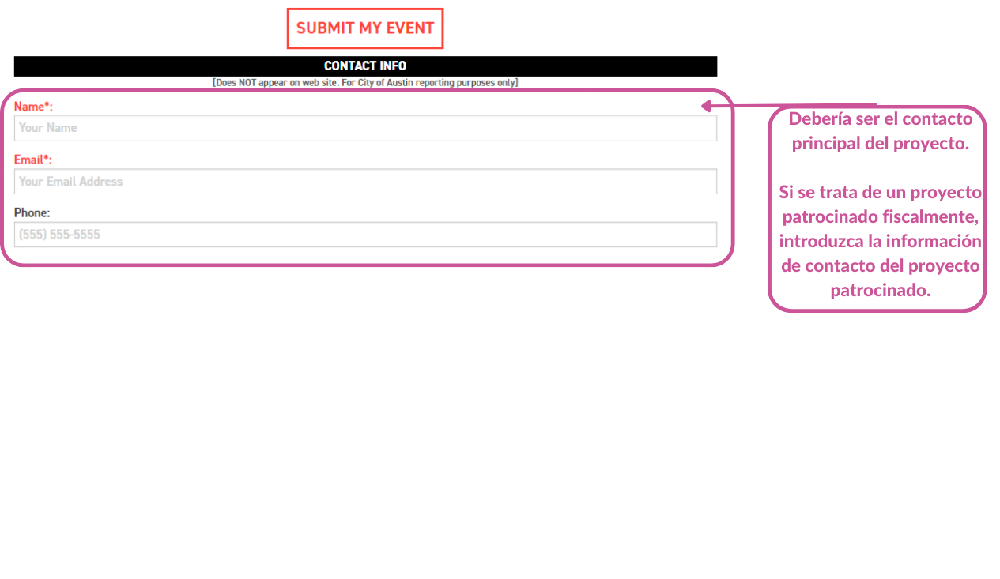 SUBMIT MY EVENT
CONTACT INFO
[Does NOT appear on web site. For City of Austin reporting purposes only]
Name*:
Your Name
Email*:
Your Email Address
Phone:
(555) 555-5555
Debería ser el contacto
principal del proyecto.
Si se trata de un proyecto
patrocinado fiscalmente,
introduzca la información
de contacto del proyecto
patrocinado.